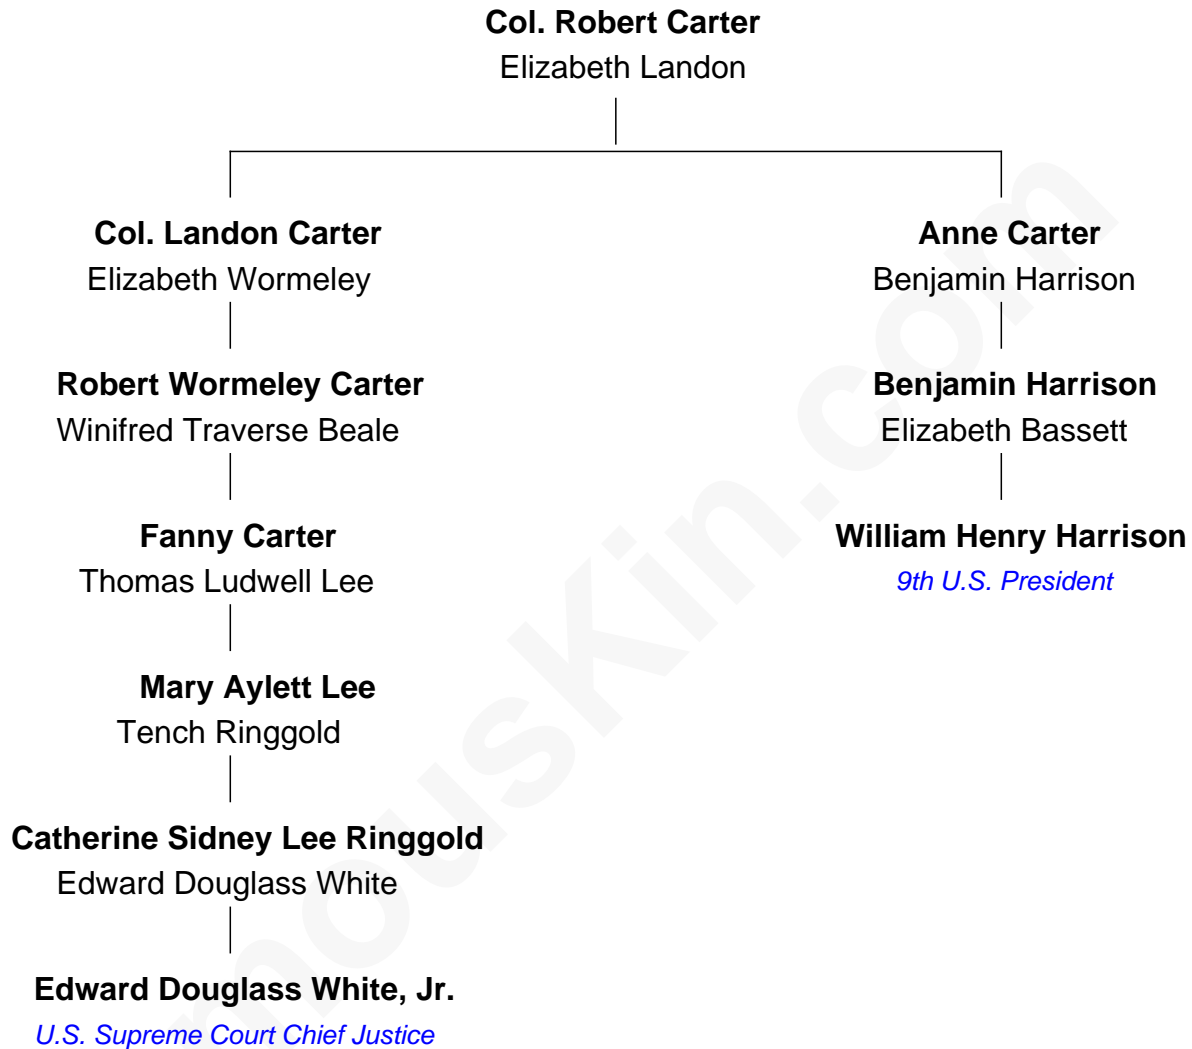 Col. Robert Carter
Elizabeth Landon
Col. Landon Carter
Elizabeth Wormeley
Anne Carter
Benjamin Harrison
Robert Wormeley Carter
Winifred Traverse Beale
Benjamin Harrison
Elizabeth Bassett
Fanny Carter
Thomas Ludwell Lee
William Henry Harrison
9th U.S. President
Mary Aylett Lee
Tench Ringgold
Catherine Sidney Lee Ringgold
Edward Douglass White
Edward Douglass White, Jr.
U.S. Supreme Court Chief Justice
mousKin.com